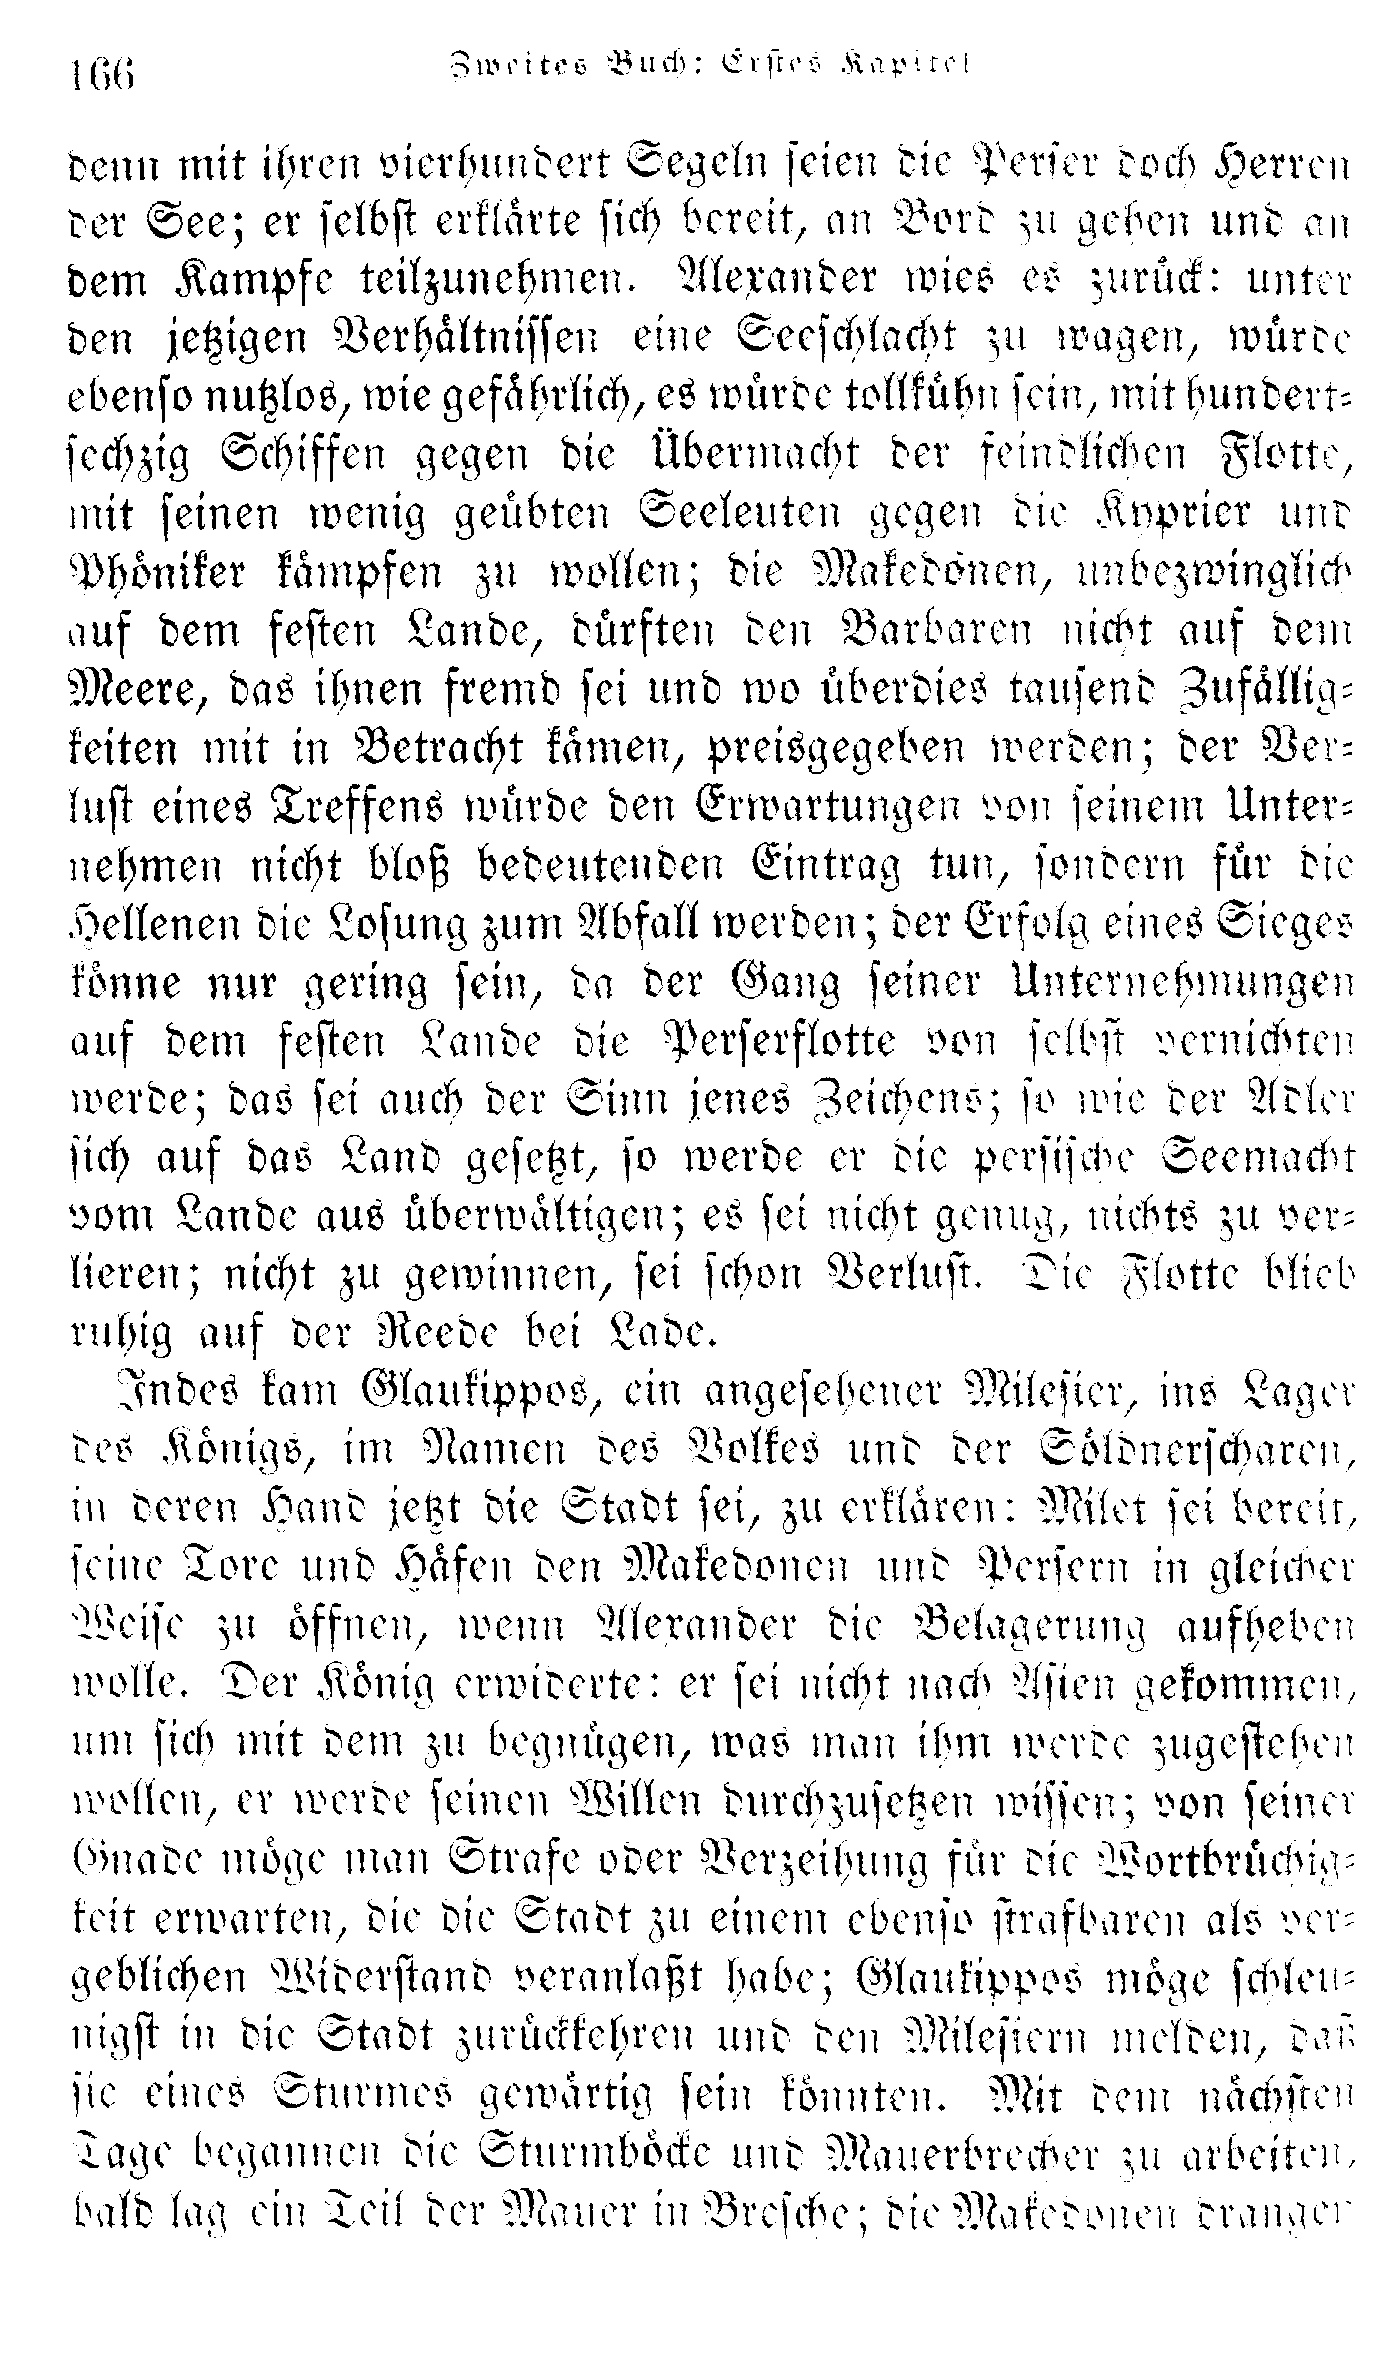 166
Zweites Buch: Erstes Kapitel
denn mit ihren vierhundert Segeln seien die Perser doch Herren
der See; er selbst erklärte sich bereit, an Bord zu gehen und an
dem Kampfe teilzunehmen. Alexander wies es zurück: unter
den jetzigen Verhältnissen eine Seeschlacht zu wagen, würde
ebenso nutzlos, wie gefährlich, es würde tollkühn sein, mit hundert-
sechzig Schiffen gegen die Übermacht der feindlichen Flotte,
mit seinen wenig geübten Seeleuten gegen die Kyprier und
Phöniker kämpfen zu wollen; die Makedonen, unbezwinglich
auf dem festen Lande, dürften den Barbaren nicht auf dem
Meere, das ihnen fremd sei und wo überdies tausend Zufällig-
keiten mit in Betracht kämen, preisgegeben werden; der Ver-
lust eines Treffens würde den Erwartungen von seinem Unter-
nehmen nicht bloß bedeutenden Eintrag tun, sondern für die
Hellenen die Losung zum Abfall werden; der Erfolg eines Sieges
könne nur gering sein, da der Gang seiner Unternehmungen
auf dem festen Lande die Perserflotte von selbst vernichten
werde; das sei auch der Sinn jenes Zeichens; so wie der Adler
sich auf das Land gesetzt, so werde er die persische Seemacht
vom Lande aus überwältigen; es sei nicht genug, nichts zu ver-
lieren; nicht zu gewinnen, sei schon Verlust. Die Flotte blieb
ruhig auf der Reede bei Lade.
Indes kam Glaukippos, ein angesehener Milesier, ins Lager
des Königs, im Namen des Volkes und der Söldnerscharen,
in deren Hand jetzt die Stadt sei, zu erklären: Milet sei bereit,
seine Tore und Häfen den Makedonen und Persern in gleicher
Weise zu öffnen, wenn Alexander die Belagerung aufheben
wolle. Der König erwiderte: er sei nicht nach Asien gekommen,
um sich mit dem zu begnügen, was man ihm werde zugestehen
wollen, er werde seinen Willen durchzusetzen wissen; von seiner
Gnade möge man Strafe oder Verzeihung für die Wortbrüchig-
keit erwarten, die die Stadt zu einem ebenso strafbaren als ver-
geblichen Widerstand veranlaßt habe; Glaukippos möge schleu-
nigst in die Stadt zurückkehren und den Milesiern melden, daß
sie eines Sturmes gewärtig sein könnten. Mit dem nächsten
Tage begannen die Sturmböcke und Mauerbrecher zu arbeiten,
bald lag ein Teil der Mauer in Bresche; die Makedonen drangen